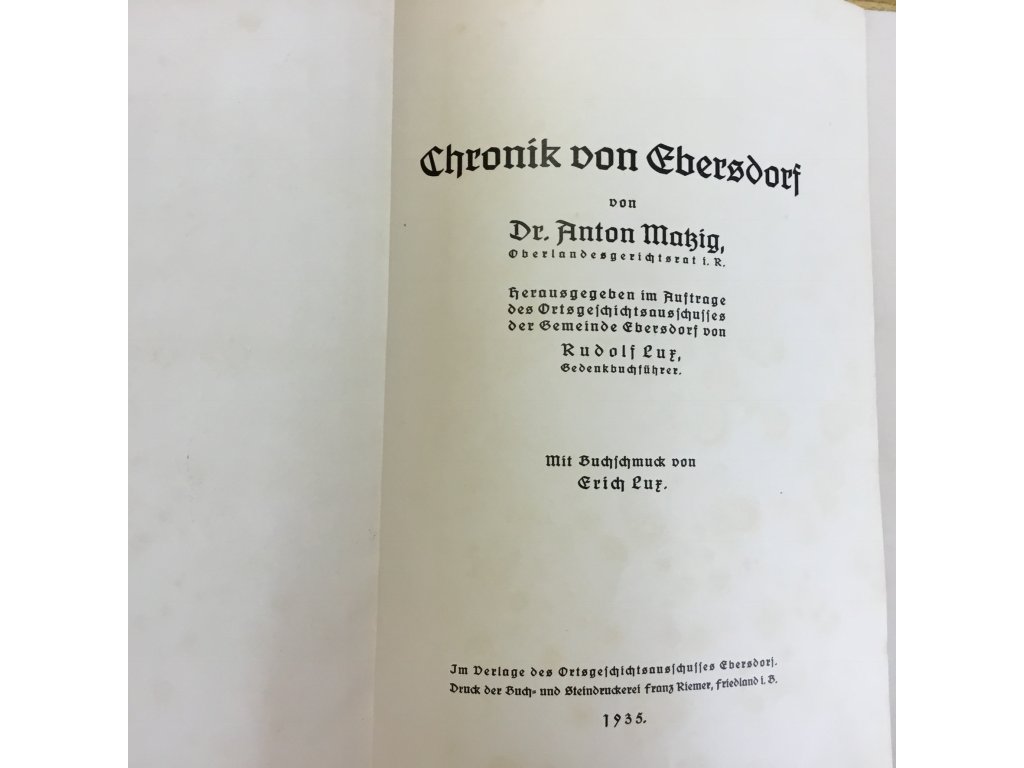 Chronik von Ebersdorf
von
Dr. Anton Matzig,
Oberlandesgerichtsrat i. R.
Herausgegeben im Auftrage
des Ortsgeschichtsausschusses
der Gemeinde Ebersdorf von
Rudolf Lux,
Gedenkbuchführer.
Mit Buchschmuck von
Erich Lux.
Im Verlage des Ortsgeschichtsausschusses Ebersdorf.
Druck der Buch- und Steindruckerei Franz Riemer, Friedland i. B.
1935.